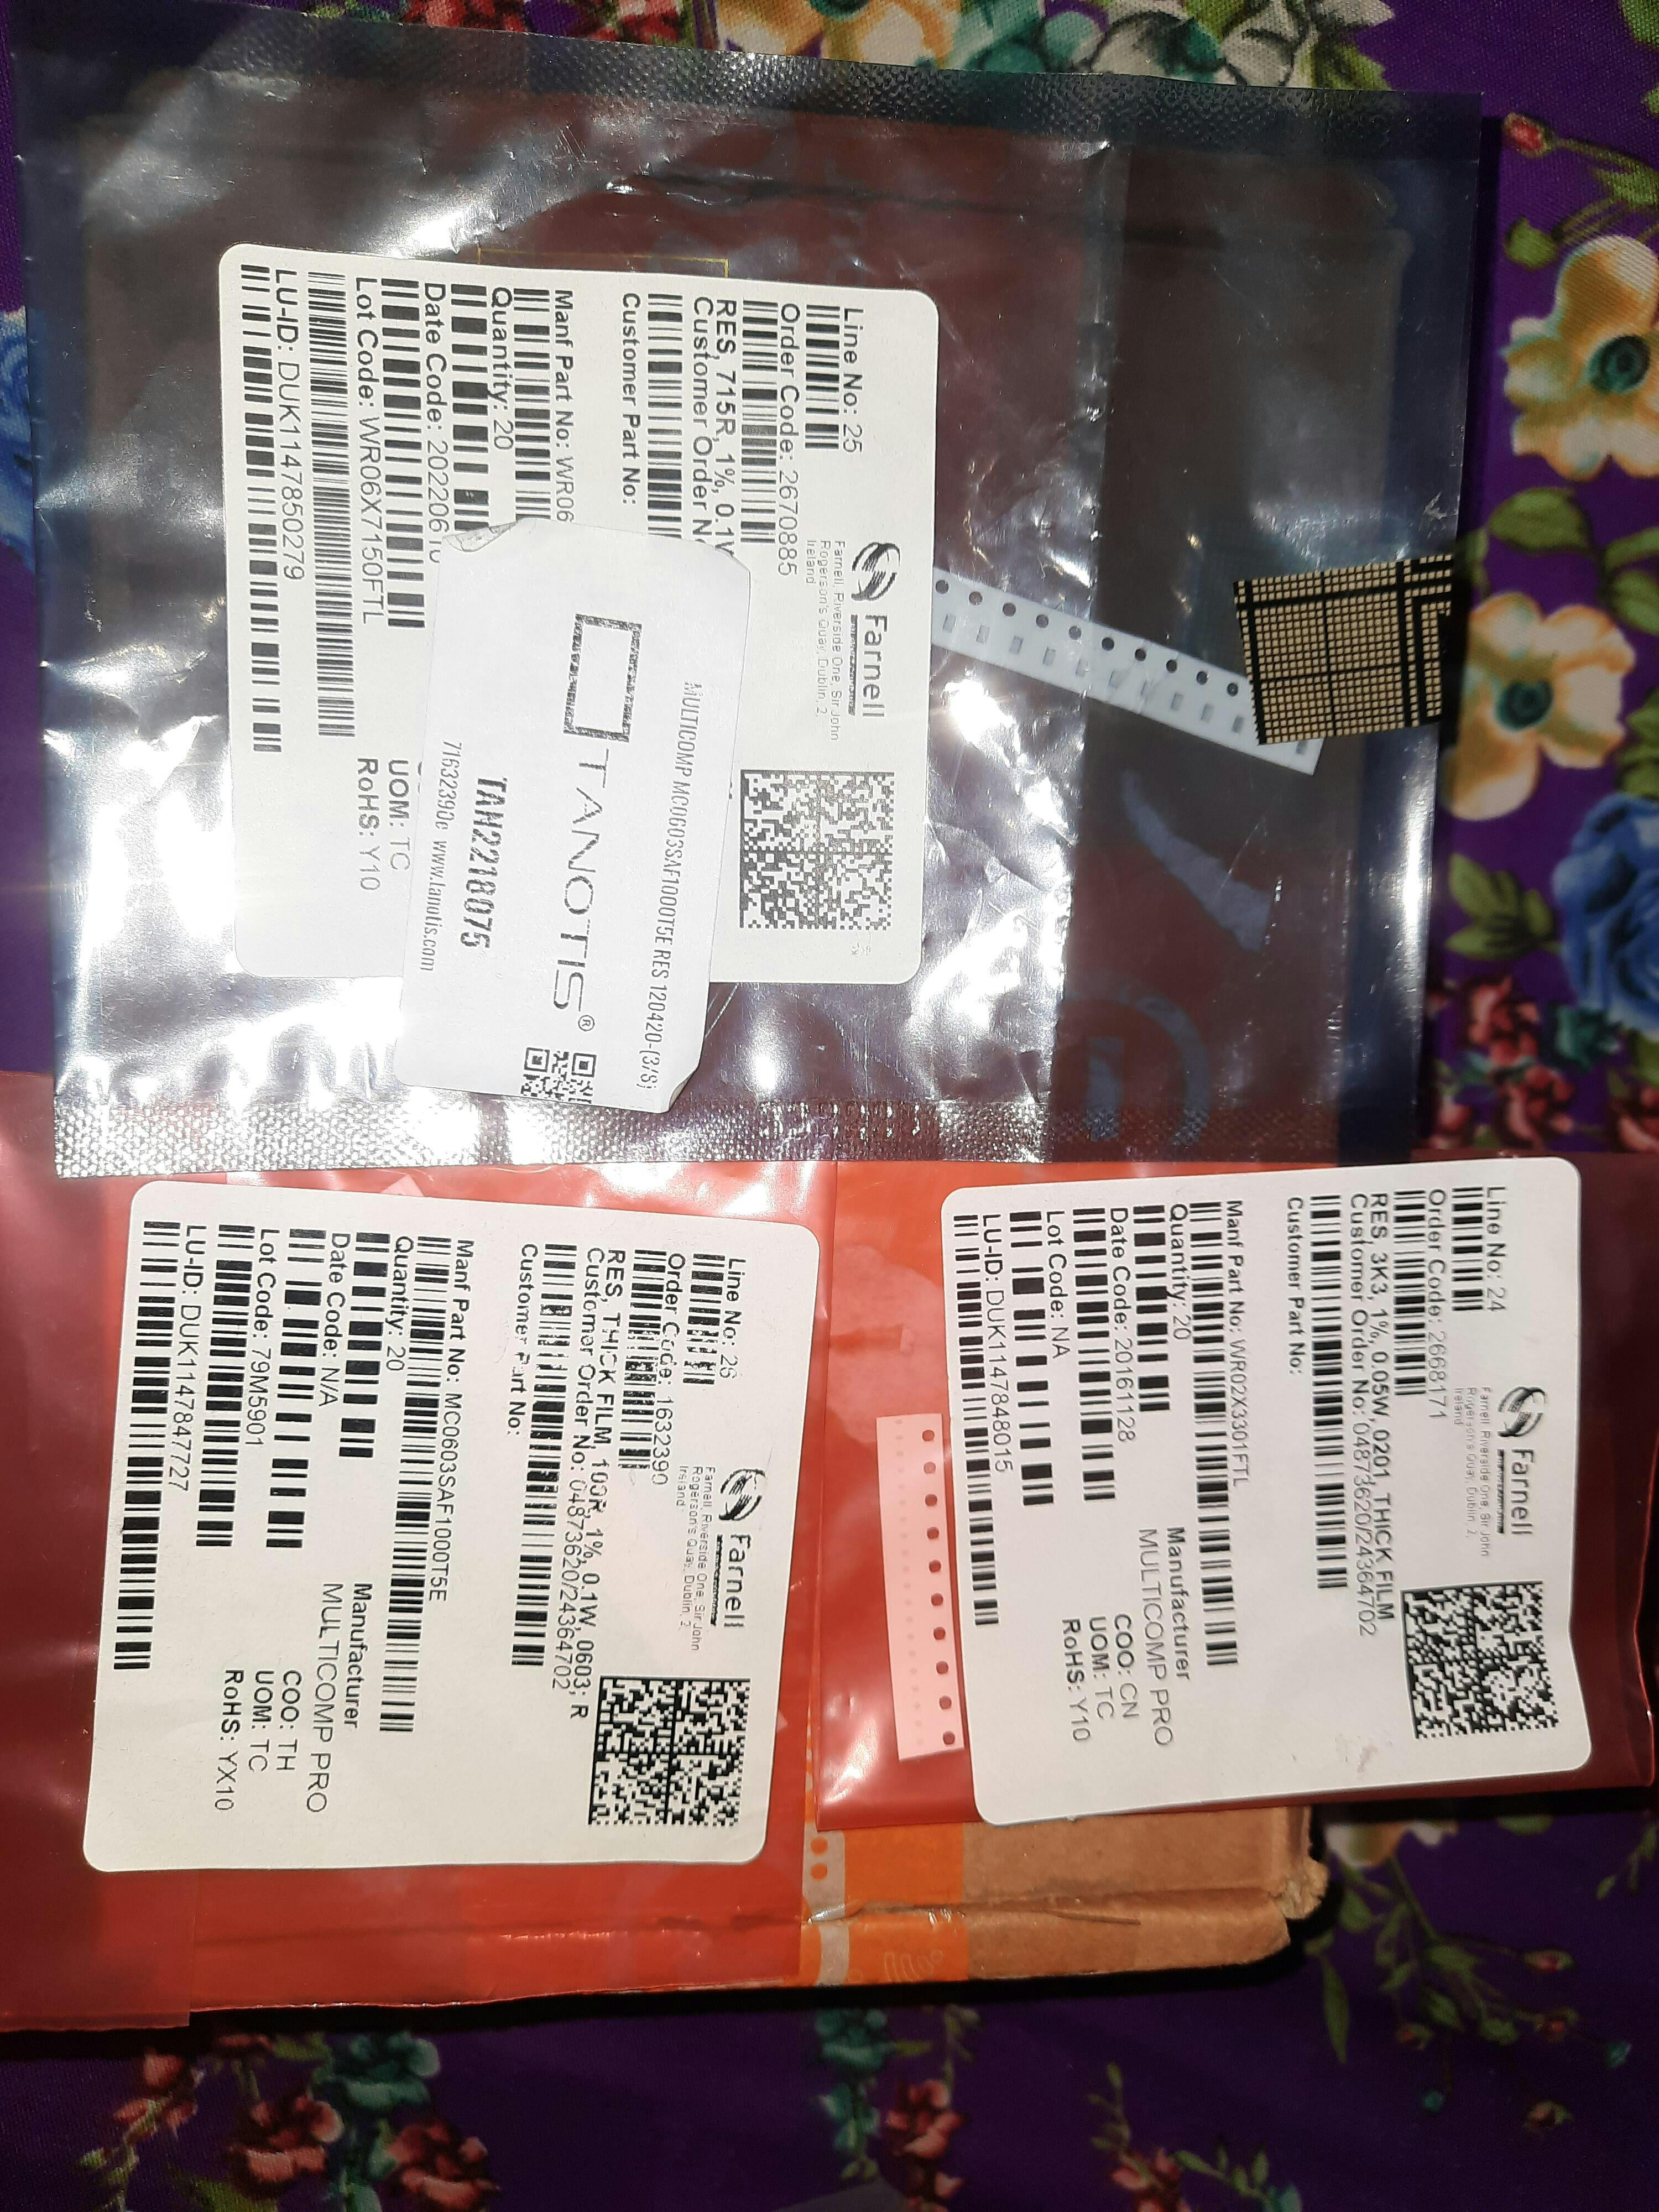 Line No: 25
Farnell
Farnell, Riverside One, Sir John
Rogerson's Quay, Dublin 2,
Ireland
Order Code: 2670885
RES, 715R, 1%, 0.1W
Customer Order N
Customer Part No:
Manf Part No: WR06
Quantity: 20
Date Code: 202206
Lot Code: WR06X7150FTL
LU-ID: DUK114785 0279
UOM: TC
RoHS: Y10
MULTICOMP MC0603SAF1000T5E RES 120420-(3/S)
TANOTIS®
TAH2218075
71632390c www.tanotis.com
Line No: 24
Farnell
Farnell, Riverside One, Sir John
Rogerson's Quay, Dublin 2,
Ireland
Order Code: 2668171
RES, 3K3, 1%, 0.05W, 0201, THICK FILM
Customer Order No: 04873620/24364702
Customer Part No:
Manf Part No: WR02X3301FTL
Quantity: 20
Manufacturer
MULTICOMP PRO
Date Code: 20161128
COO: CN
Lot Code: NA
UOM: TC
RoHS: Y10
LU-ID: DUK114784 8015
Line No: 26
Farnell
Farnell, Riverside One, Sir John
Rogerson's Quay, Dublin 2,
Ireland
Order Code: 1632390
RES, THICK FILM, 100R, 1%, 0.1W, 0603; R
Customer Order No: 04873620/24364702
Customer Part No:
Manf Part No: MC0603SAF1000T5E
Quantity: 20
Manufacturer
MULTICOMP PRO
Date Code: N/A
COO: TH
Lot Code: 79M5901
UOM: TC
RoHS: YX10
LU-ID: DUK114784 7727